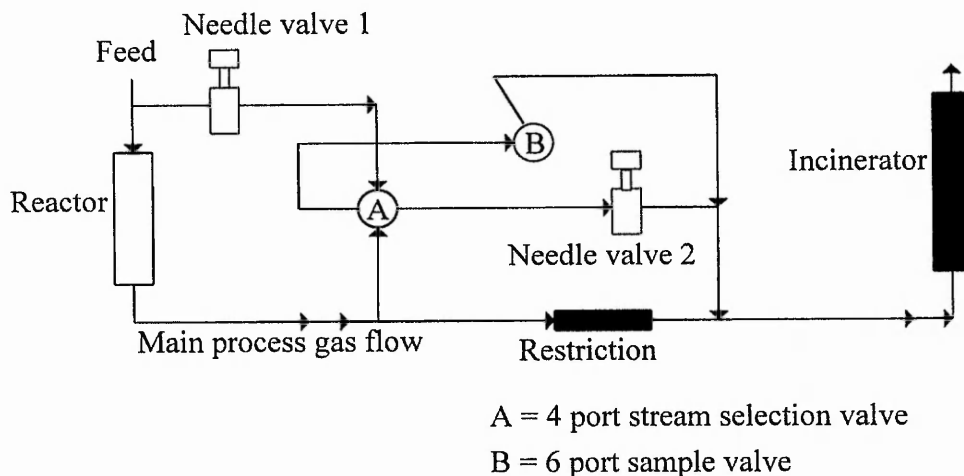 Needle valve 1
Feed
B
Incinerator
Reactor
A
Needle valve 2
Main process gas flow
Restriction
A = 4 port stream selection valve
B = 6 port sample valve